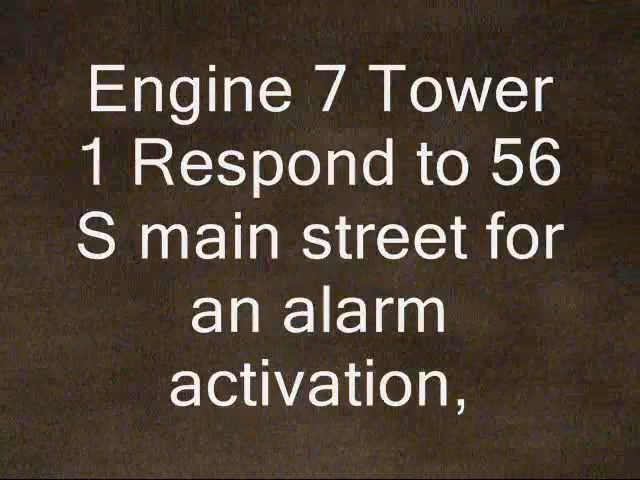 Engine 7 Tower
1 Respond to 56
S main street for
an alarm
activation,